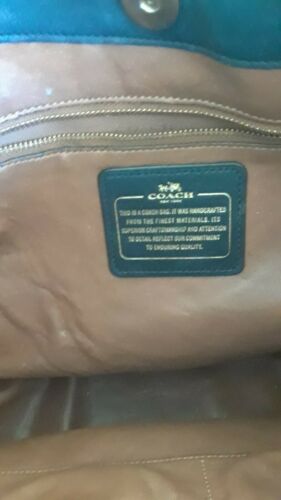 COACH
NEW YORK
THIS IS A COACH BAG. IT WAS HANDCRAFTED
FROM THE FINEST MATERIALS. ITS
SUPERIOR CRAFTSMANSHIP AND ATTENTION
TO DETAIL REFLECT OUR COMMITMENT
TO ENDURING QUALITY.